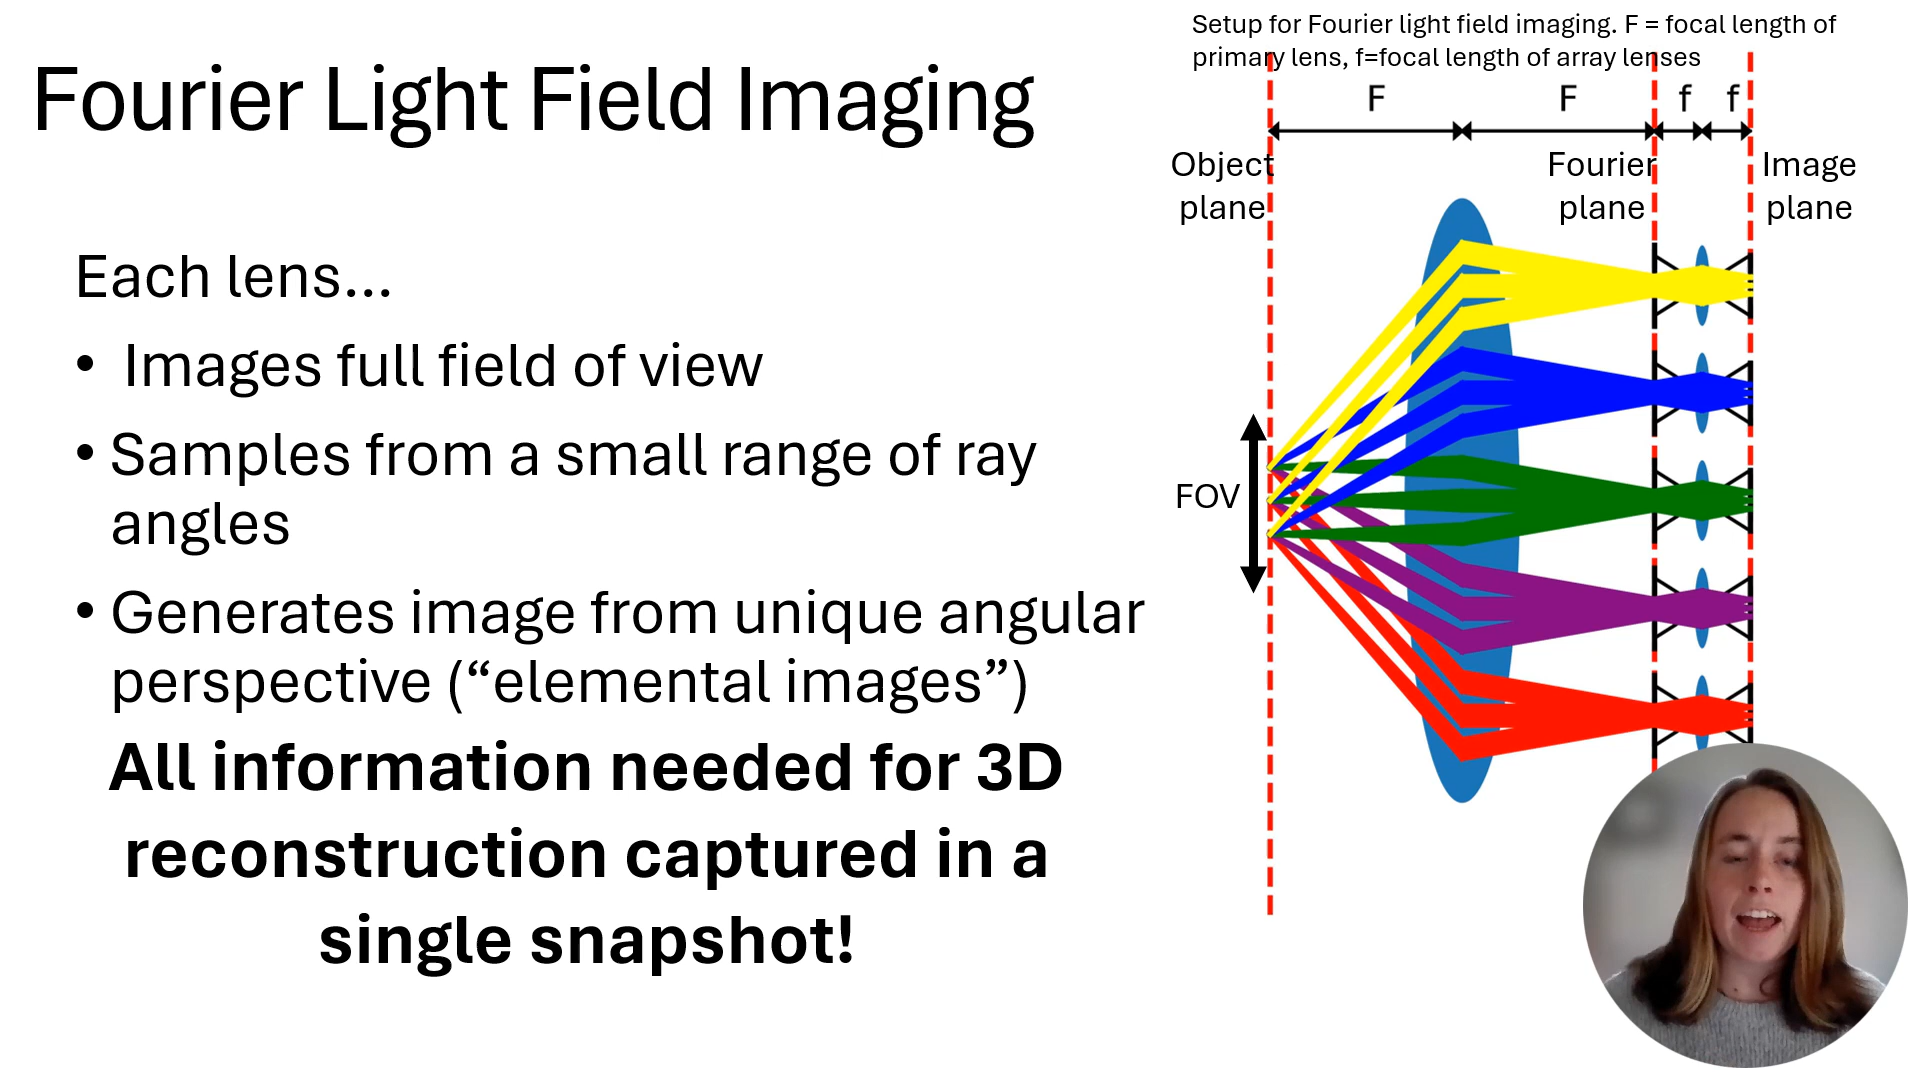 Setup for Fourier light field imaging. F = focal length of
primary lens, f=focal length of array lenses
Fourier Light Field Imaging
F
F
f
f
Object
plane
Fourier
plane
Image
plane
Each lens...
• Images full field of view
• Samples from a small range of ray
angles
FOV
• Generates image from unique angular
perspective (“elemental images”)
All information needed for 3D
reconstruction captured in a
single snapshot!